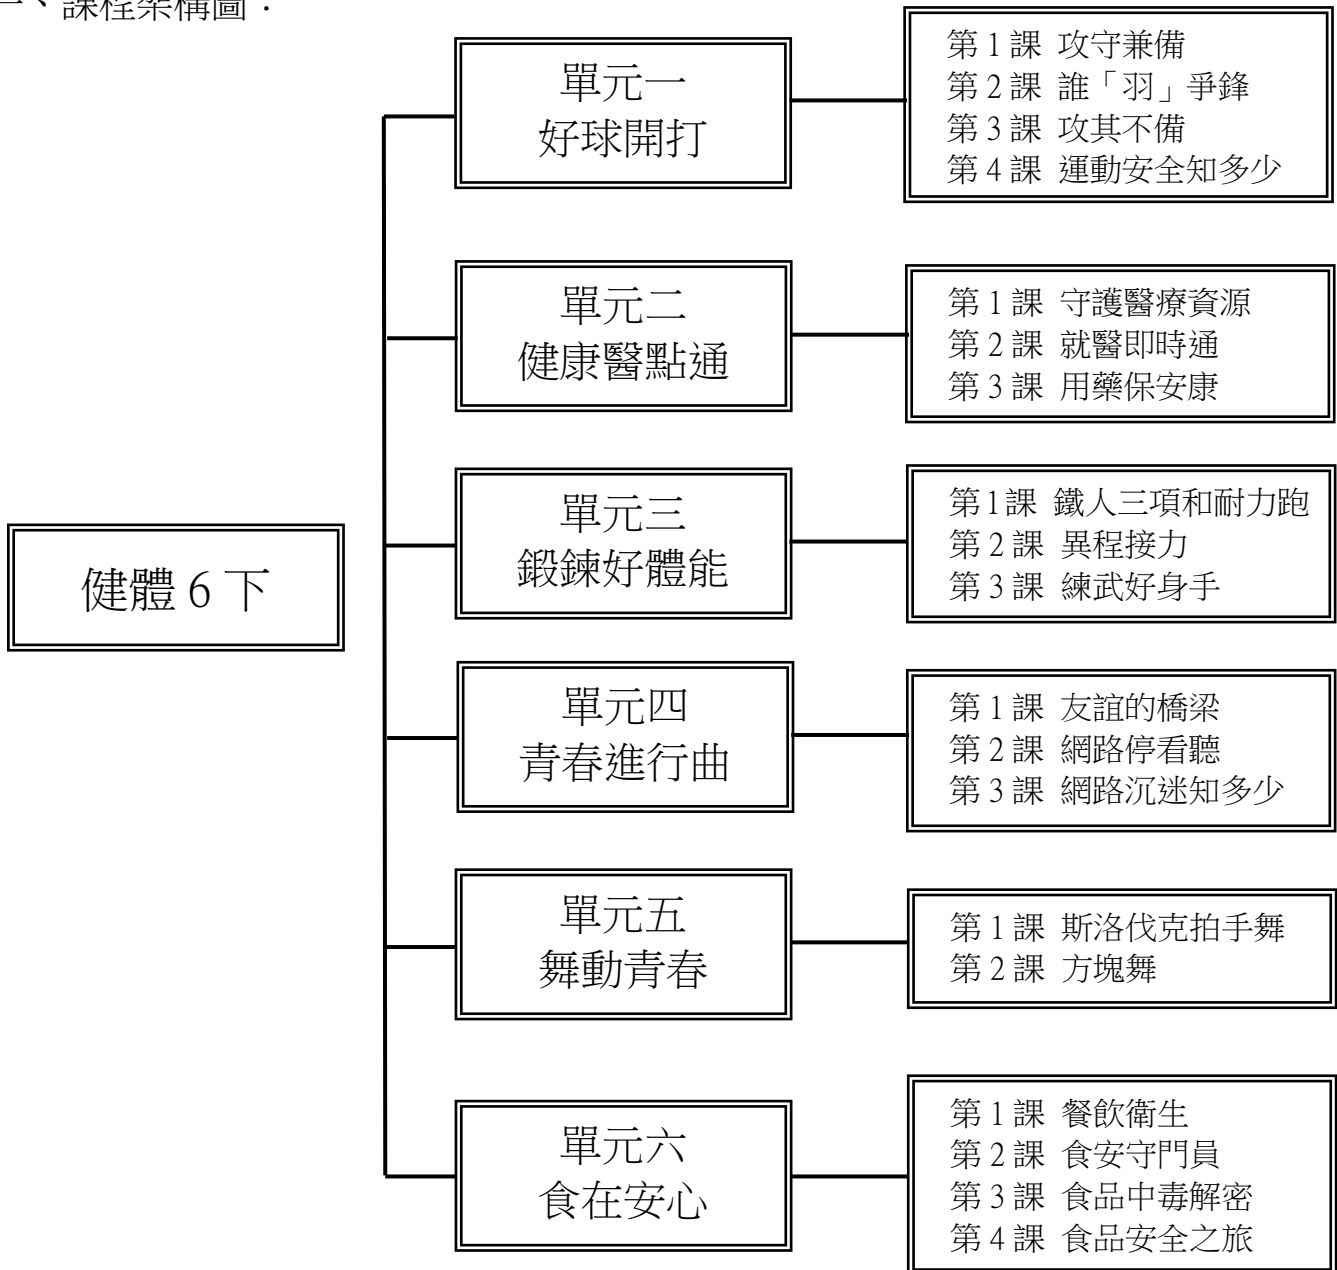 、課程架構圖：
健體 6 下
單元一
好球開打
第 1 課 攻守兼備
第 2 課 誰「羽」爭鋒
第 3 課 攻其不備
第 4 課 運動安全知多少
單元二
健康醫點通
第 1 課 守護醫療資源
第 2 課 就醫即時通
第 3 課 用藥保安康
單元三
鍛鍊好體能
第 1 課 鐵人三項和耐力跑
第 2 課 異程接力
第 3 課 練武好身手
單元四
青春進行曲
第 1 課 友誼的橋梁
第 2 課 網路停看聽
第 3 課 網路沉迷知多少
單元五
舞動青春
第 1 課 斯洛伐克拍手舞
第 2 課 方塊舞
單元六
食在安心
第 1 課 餐飲衛生
第 2 課 食安守門員
第 3 課 食品中毒解密
第 4 課 食品安全之旅